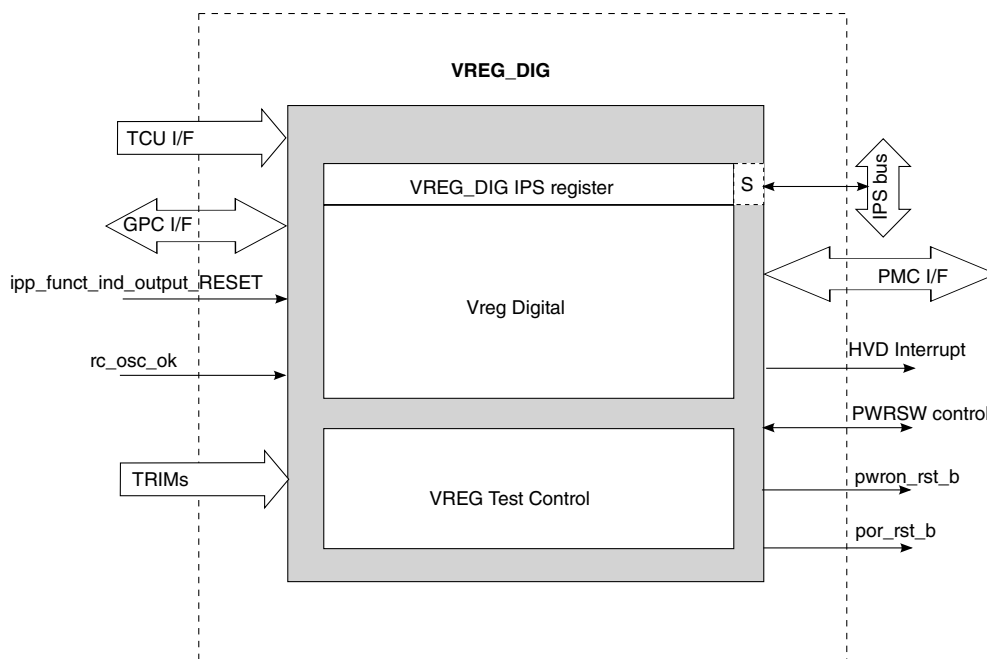 VREG_DIG
TCU I/F
VREG_DIG IPS register
S
IPS bus
GPC I/F
ipp_funct_ind_output_RESET
PMC I/F
Vreg Digital
HVD Interrupt
rc_osc_ok
PWRSW control
TRIMs
VREG Test Control
pwron_rst_b
por_rst_b